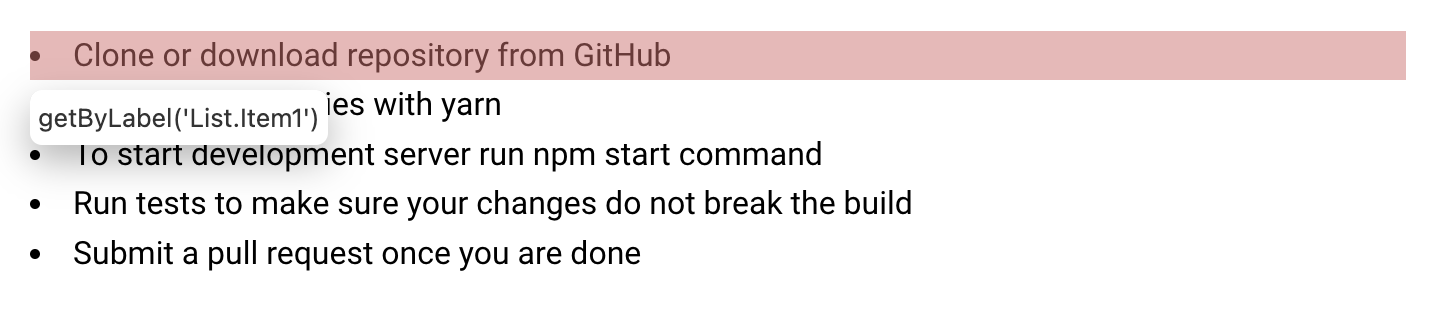 • Clone or download repository from GitHub
ies with yarn
getByLabel('List.Item1')
• To start development server run npm start command
• Run tests to make sure your changes do not break the build
• Submit a pull request once you are done